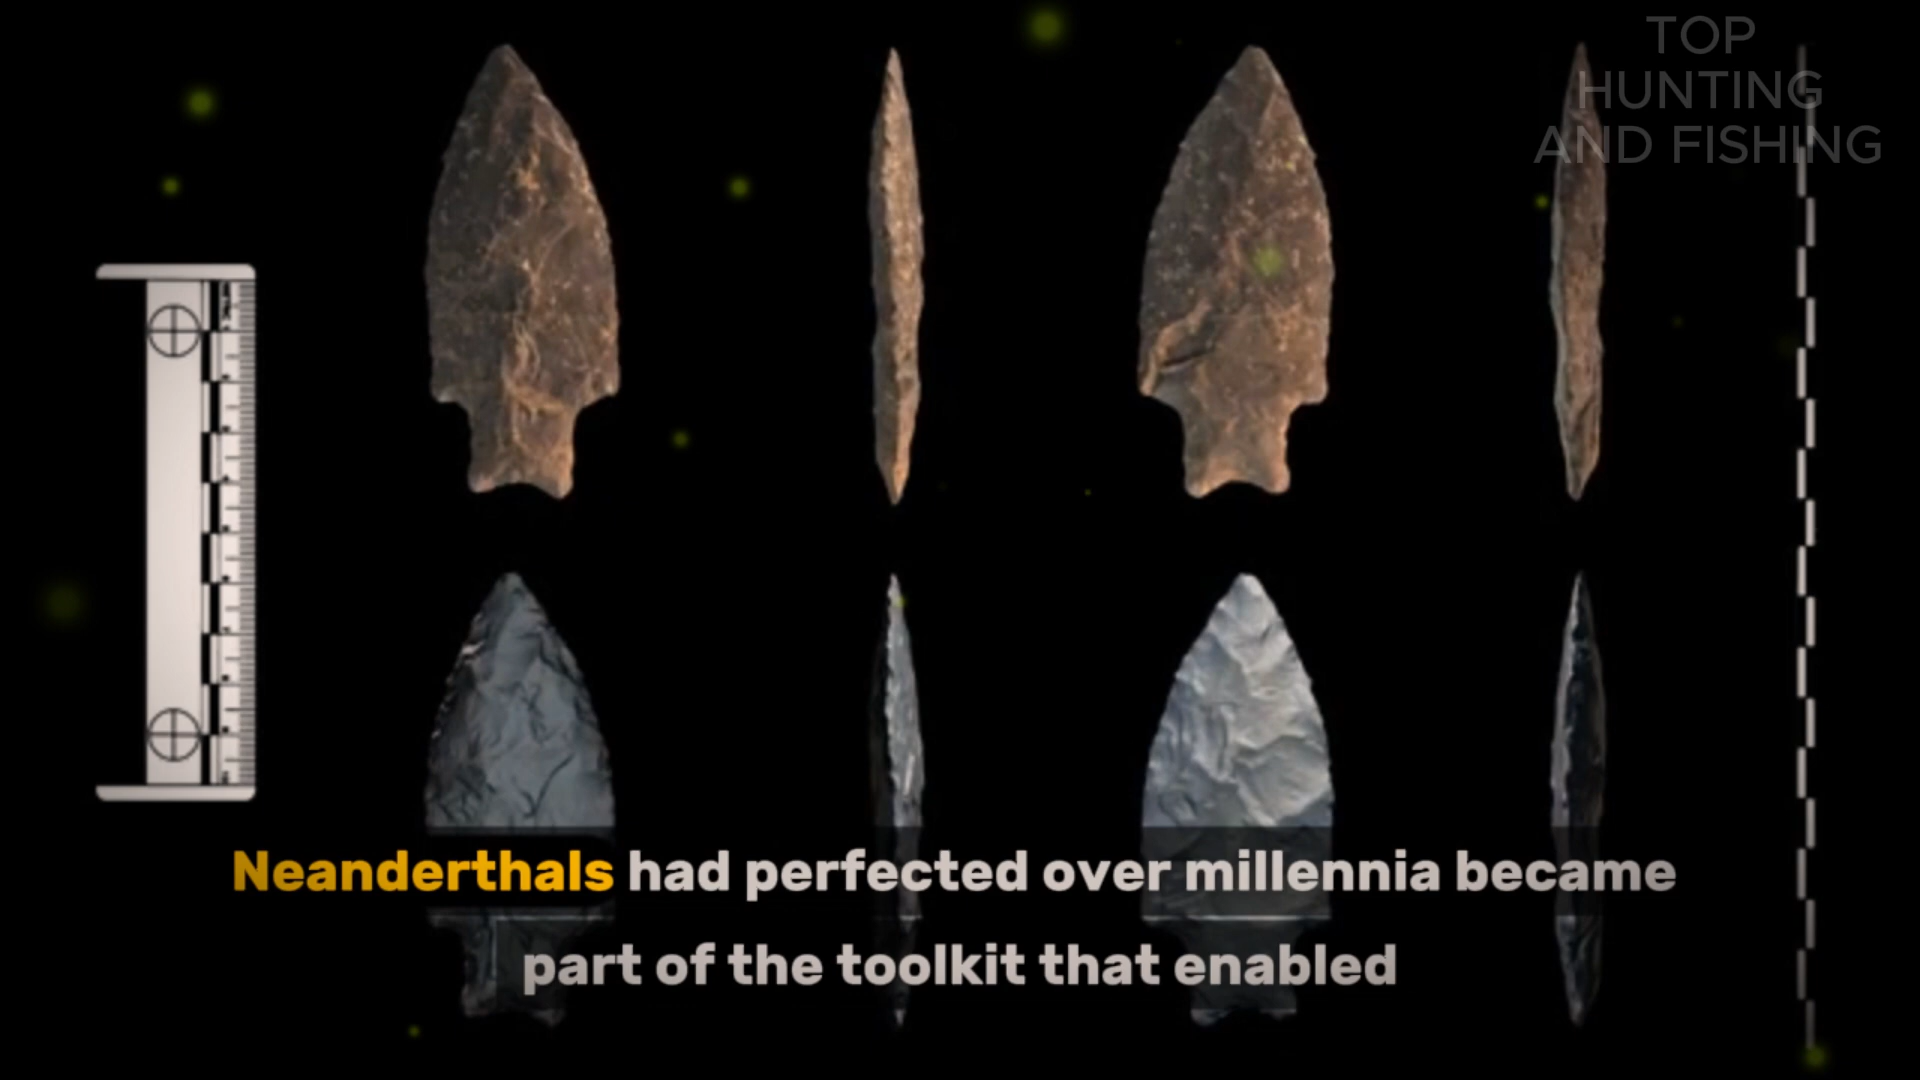 TOP
HUNTING
AND FISHING
Neanderthals had perfected over millennia became
part of the toolkit that enabled